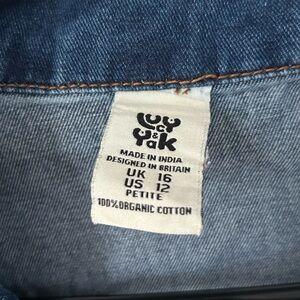 Lucy
&
Yak
MADE IN INDIA
DESIGNED IN BRITAIN
UK 16
US 12
PETITE
100% ORGANIC COTTON